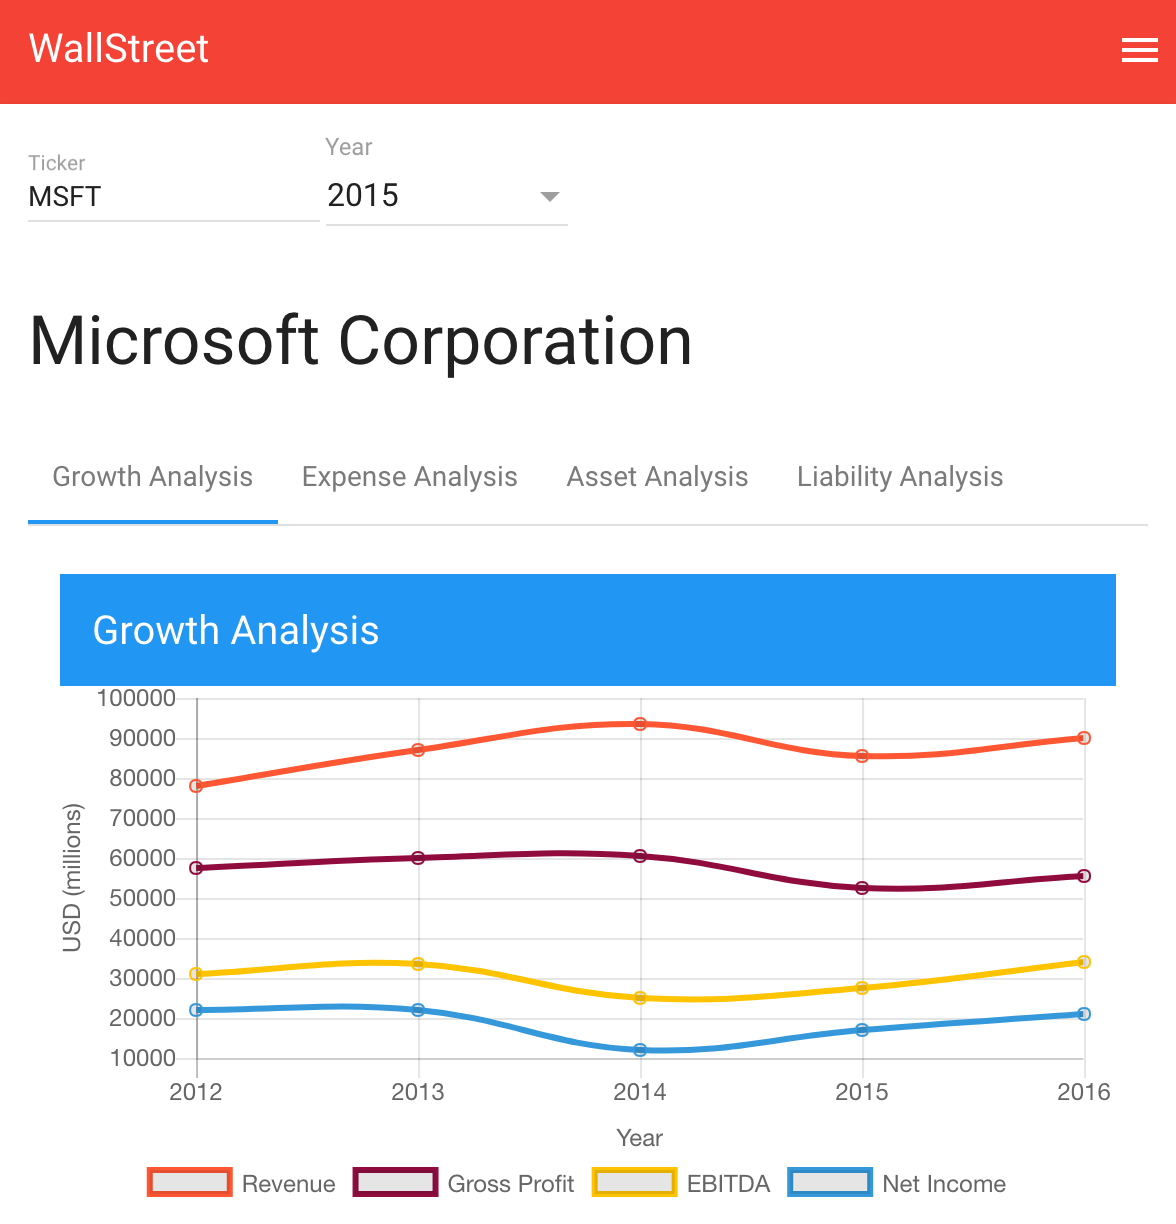 WallStreet
Ticker
MSFT
Year
2015
Microsoft Corporation
Growth Analysis
Expense Analysis
Asset Analysis
Liability Analysis
Growth Analysis
USD (millions)
100000
90000
80000
70000
60000
50000
40000
30000
20000
10000
2012 2013 2014 2015 2016
Year
Revenue Gross Profit EBITDA Net Income